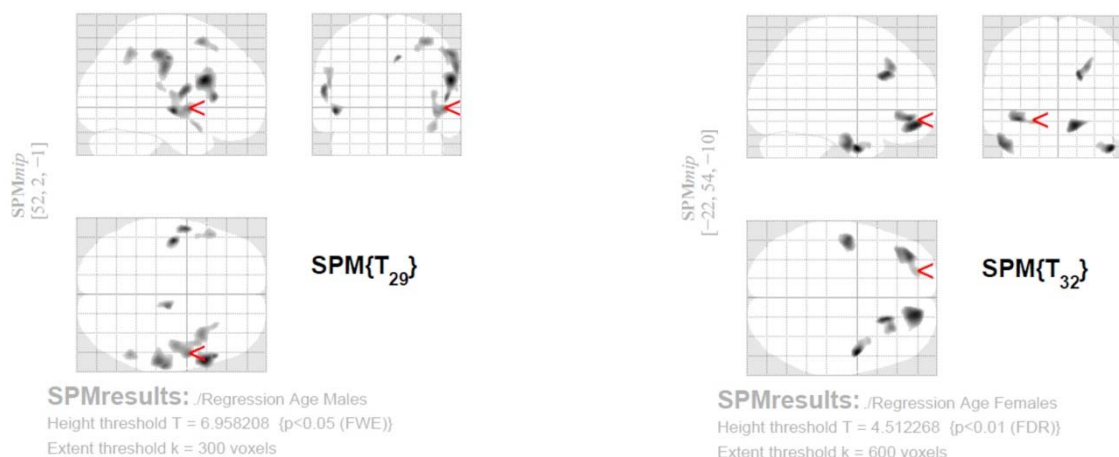 SPMmip
[52, 2, -1]
<
<
<
SPM{T29}
SPMresults: ./Regression Age Males
Height threshold T = 6.958208 {p<0.05 (FWE)}
Extent threshold k = 300 voxels
SPMmip
[-22, 54, -10]
<
<
<
SPM{T32}
SPMresults: ./Regression Age Females
Height threshold T = 4.512268 {p<0.01 (FDR)}
Extent threshold k = 600 voxels